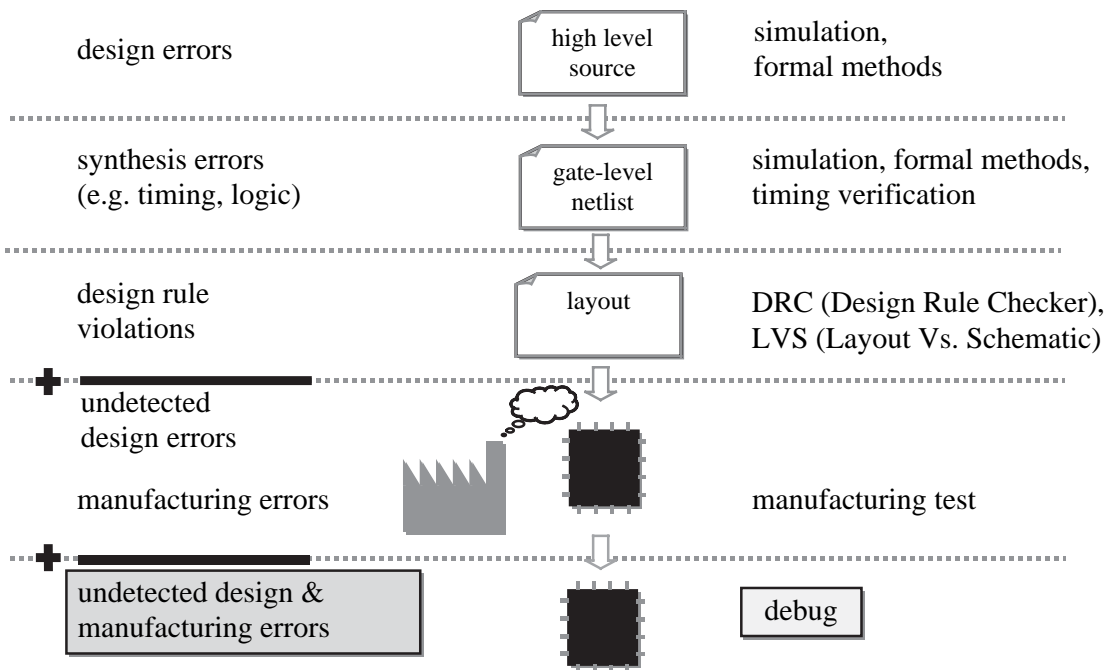 design errors
high level
source
simulation,
formal methods
synthesis errors
(e.g. timing, logic)
gate-level
netlist
simulation, formal methods,
timing verification
design rule
violations
layout
DRC (Design Rule Checker),
LVS (Layout Vs. Schematic)
undetected
design errors
manufacturing errors
manufacturing test
undetected design &
manufacturing errors
debug